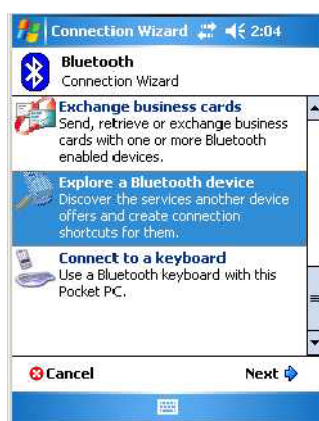 Connection Wizard 2:04
Bluetooth
Connection Wizard
Exchange business cards
Send, retrieve or exchange business
cards with one or more Bluetooth
enabled devices.
Explore a Bluetooth device
Discover the services another device
offers and create connection
shortcuts for them.
Connect to a keyboard
Use a Bluetooth keyboard with this
Pocket PC.
Cancel Next